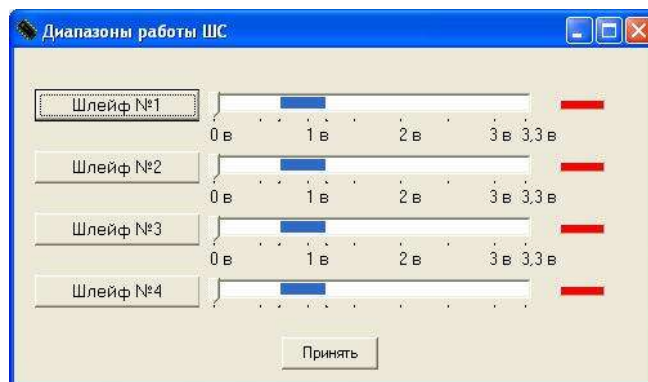 Диапазоны работы ШС
Шлейф №1
0 в 1 в 2 в 3 в 3,3 в
Шлейф №2
0 в 1 в 2 в 3 в 3,3 в
Шлейф №3
0 в 1 в 2 в 3 в 3,3 в
Шлейф №4
Принять